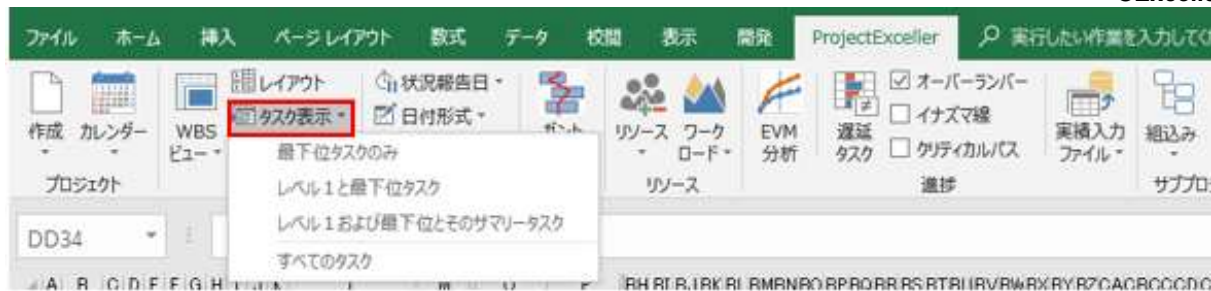 ファイル ホーム 挿入 ページレイアウト 数式 データ 校閲 表示 開発 ProjectExceller 実行したい作業を入力してく
レイアウト 状況報告日 オーバーランバー
タスク表示 日付形式 イナズマ線
作成 カレンダー WBS ビュー リソース ワークロード EVM 分析 遅延タスク クリティカルパス 実績入力ファイル 組込み
プロジェクト リソース 進捗 サブプロ
最下位タスクのみ
レベル1と最下位タスク
レベル1および最下位とそのサマリータスク
すべてのタスク
DD34